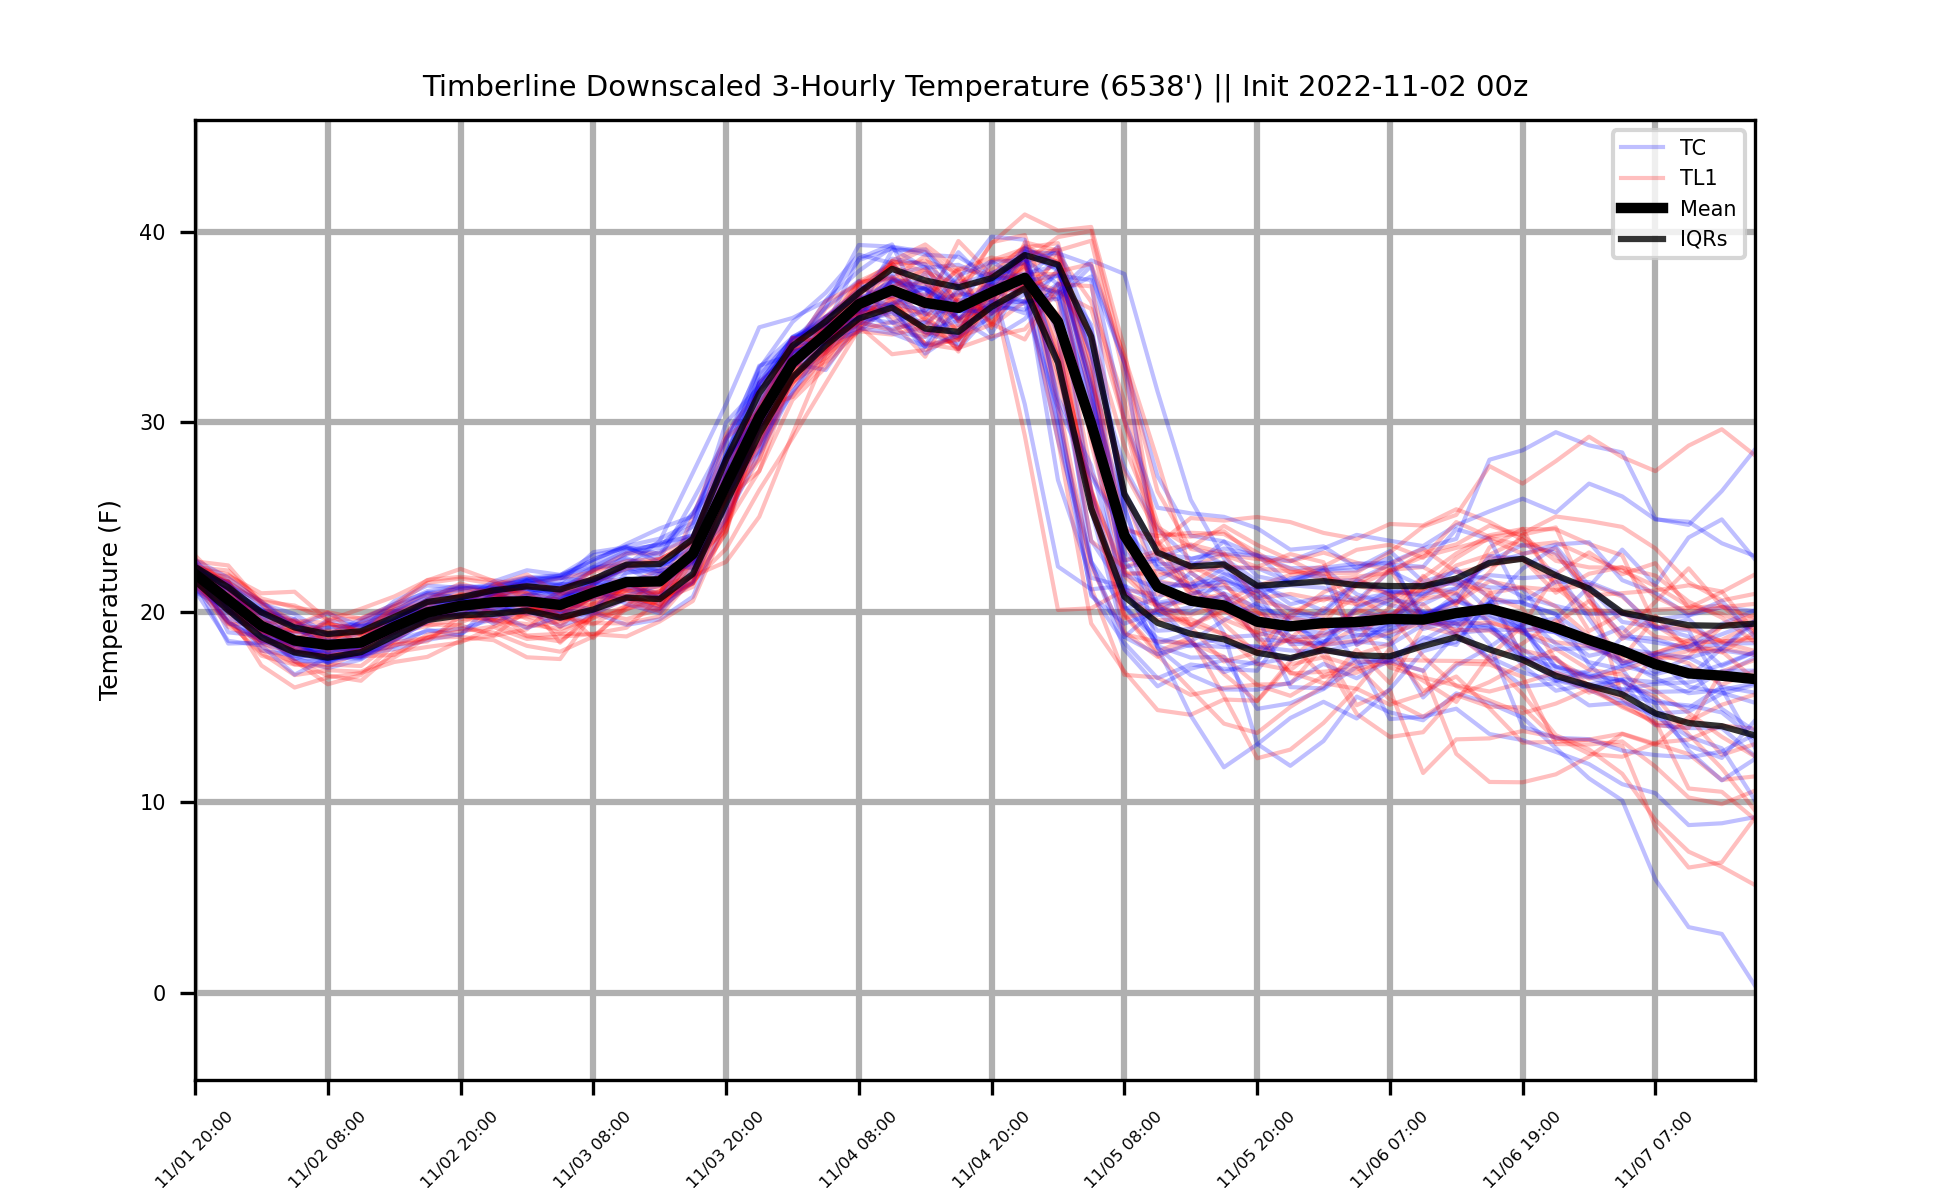 Timberline Downscaled 3-Hourly Temperature (6538') || Init 2022-11-02 00z
TC
TL1
Mean
IQRs
Temperature (F)
40
30
20
10
0
11/01 20:00
11/02 08:00
11/02 20:00
11/03 08:00
11/03 20:00
11/04 08:00
11/04 20:00
11/05 08:00
11/05 20:00
11/06 07:00
11/06 19:00
11/07 07:00